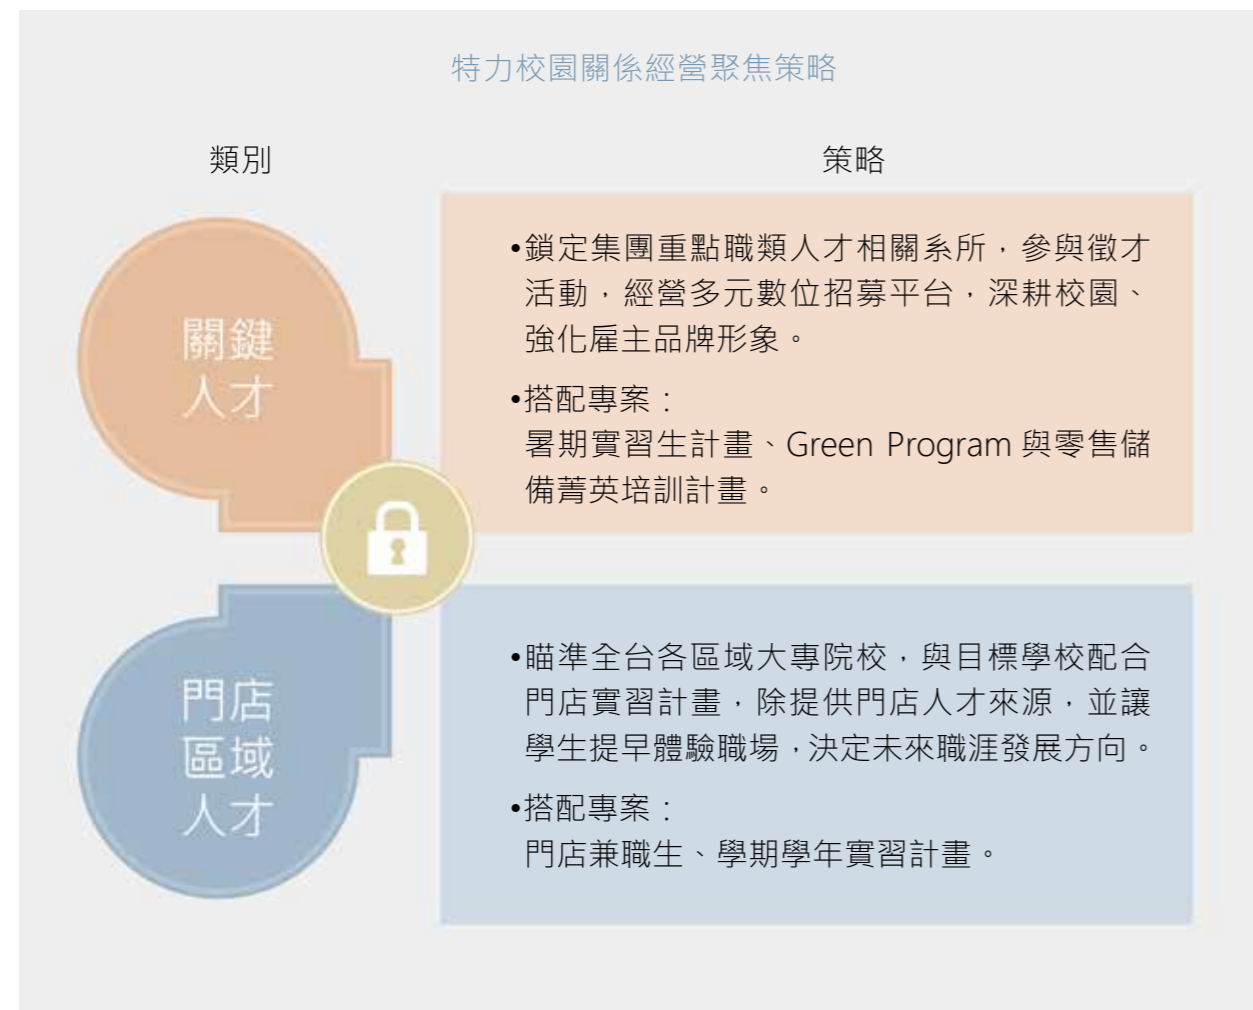 特力校園關係經營聚焦策略
類別
策略
關鍵
人才
•鎖定集團重點職類人才相關系所，參與徵才
活動，經營多元數位招募平台，深耕校園、
強化雇主品牌形象。
•搭配專案：
暑期實習生計畫、Green Program 與零售儲
備菁英培訓計畫。
門店
區域
人才
•瞄準全台各區域大專院校，與目標學校配合
門店實習計畫，除提供門店人才來源，並讓
學生提早體驗職場，決定未來職涯發展方向。
•搭配專案：
門店兼職生、學期學年實習計畫。